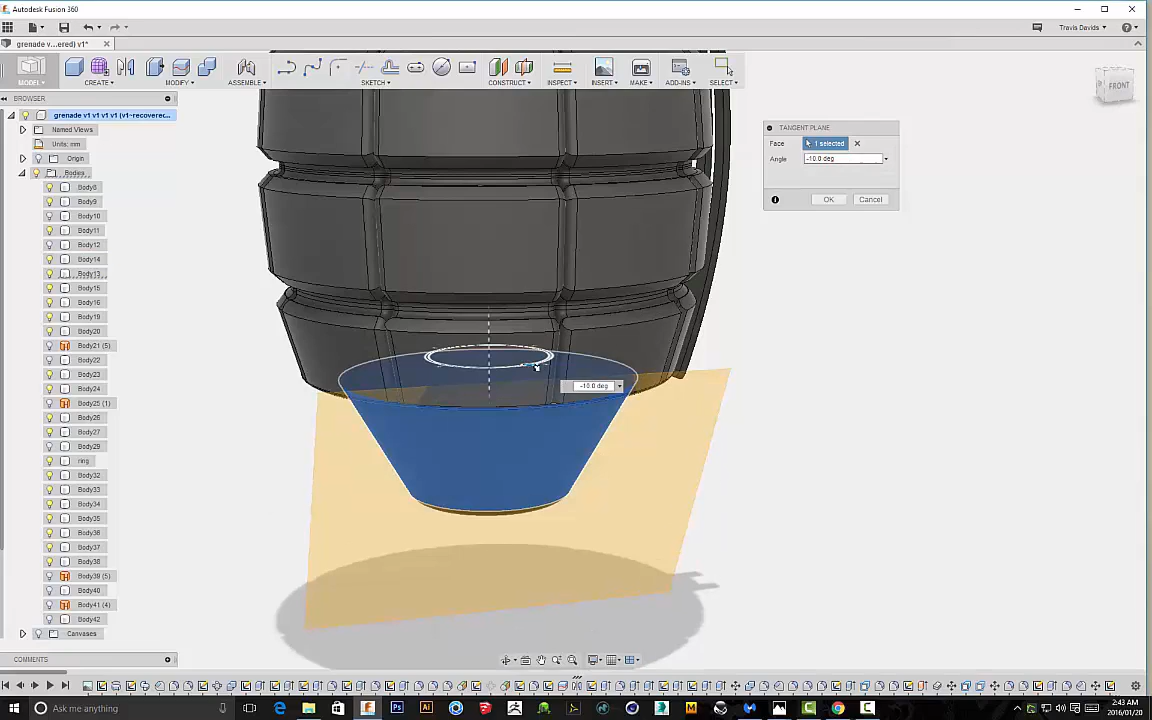 Autodesk Fusion 360
Travis Davids
grenade v...ered) v1*
MODEL
CREATE
MODIFY
ASSEMBLE
SKETCH
CONSTRUCT
INSPECT
INSERT
MAKE
ADD-INS
SELECT
FRONT
BROWSER
grenade v1 v1 v1 v1 (v1~recoverec...
Named Views
Units: mm
Origin
Bodies
Body8
Body9
Body10
Body11
Body12
Body14
Body13
Body15
Body16
Body19
Body20
Body21 (5)
Body22
Body23
Body24
Body25 (1)
Body26
Body27
Body29
ring
Body32
Body33
Body34
Body35
Body36
Body37
Body38
Body39 (5)
Body40
Body41 (4)
Body42
Canvases
TANGENT PLANE
Face
1 selected
Angle
-10.0 deg
OK
Cancel
-10.0 deg
COMMENTS
Ask me anything
2:43 AM
2016/01/20